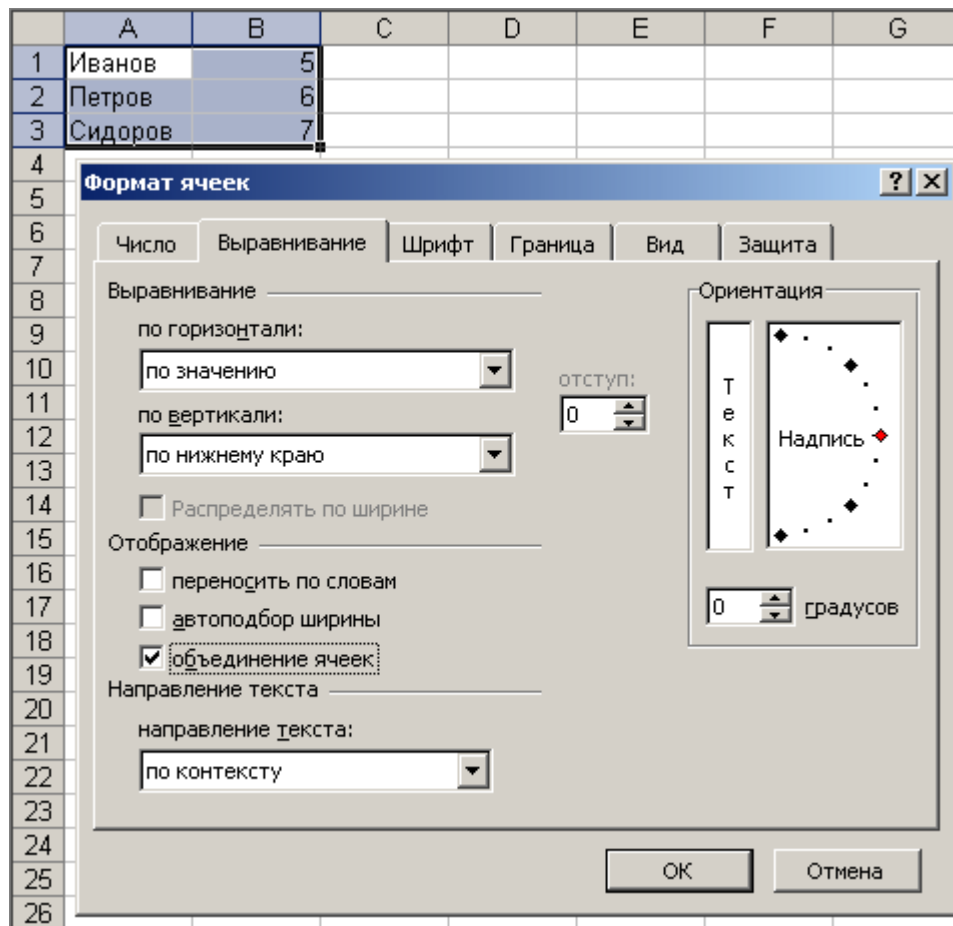 A B C D E F G
1 Иванов 5
2 Петров 6
3 Сидоров 7
4
5
6
7
8
9
10
11
12
13
14
15
16
17
18
19
20
21
22
23
24
25
26
Формат ячеек
Число Выравнивание Шрифт Граница Вид Защита
Выравнивание
по горизонтали:
по значению
отступ:
0
по вертикали:
по нижнему краю
Распределять по ширине
Отображение
переносить по словам
автоподбор ширины
объединение ячеек
Направление текста
направление текста:
по контексту
Ориентация
Текст
Надпись
0 градусов
ОК Отмена